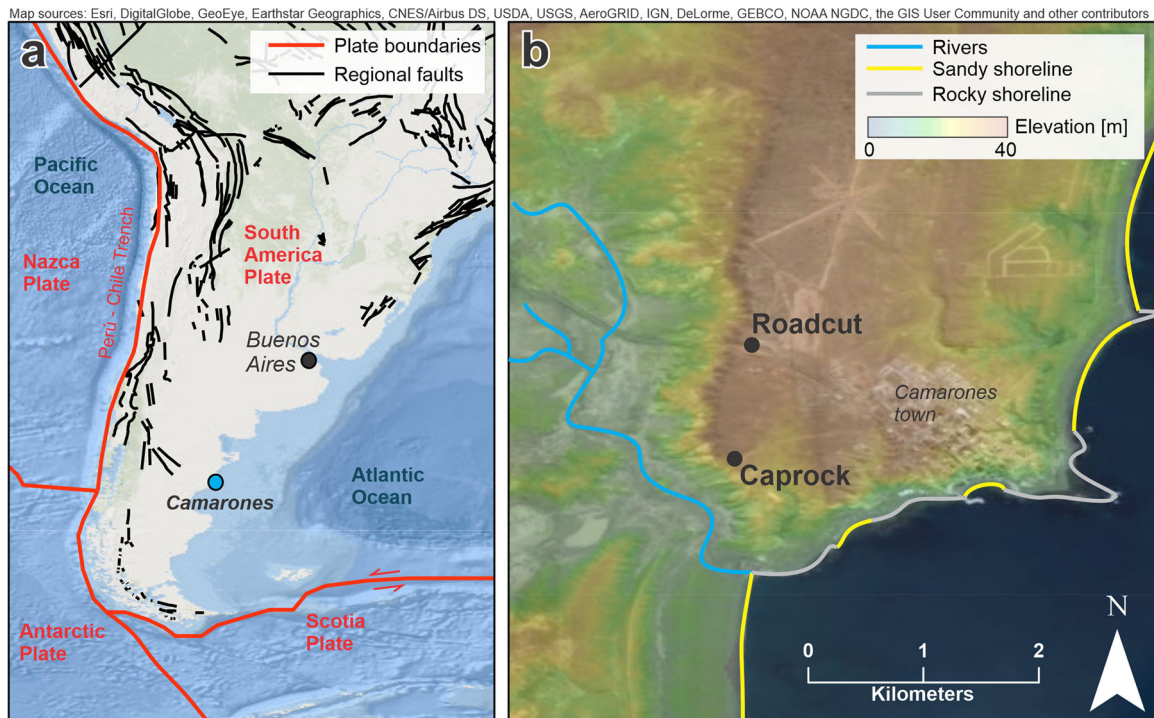 Map sources: Esri, DigitalGlobe, GeoEye, Earthstar Geographics, CNES/Airbus DS, USDA, USGS, AeroGRID, IGN, DeLorme, GEBCO, NOAA NGDC, the GIS User Community and other contributors
a
Plate boundaries
Regional faults
Pacific
Ocean
Nazca
Plate
Perú - Chile Trench
South
America
Plate
Buenos
Aires
Camarones
Atlantic
Ocean
Antarctic
Plate
Scotia
Plate
b
Rivers
Sandy shoreline
Rocky shoreline
Elevation [m]
0
40
Roadcut
Camarones
town
Caprock
N
0
1
2
Kilometers